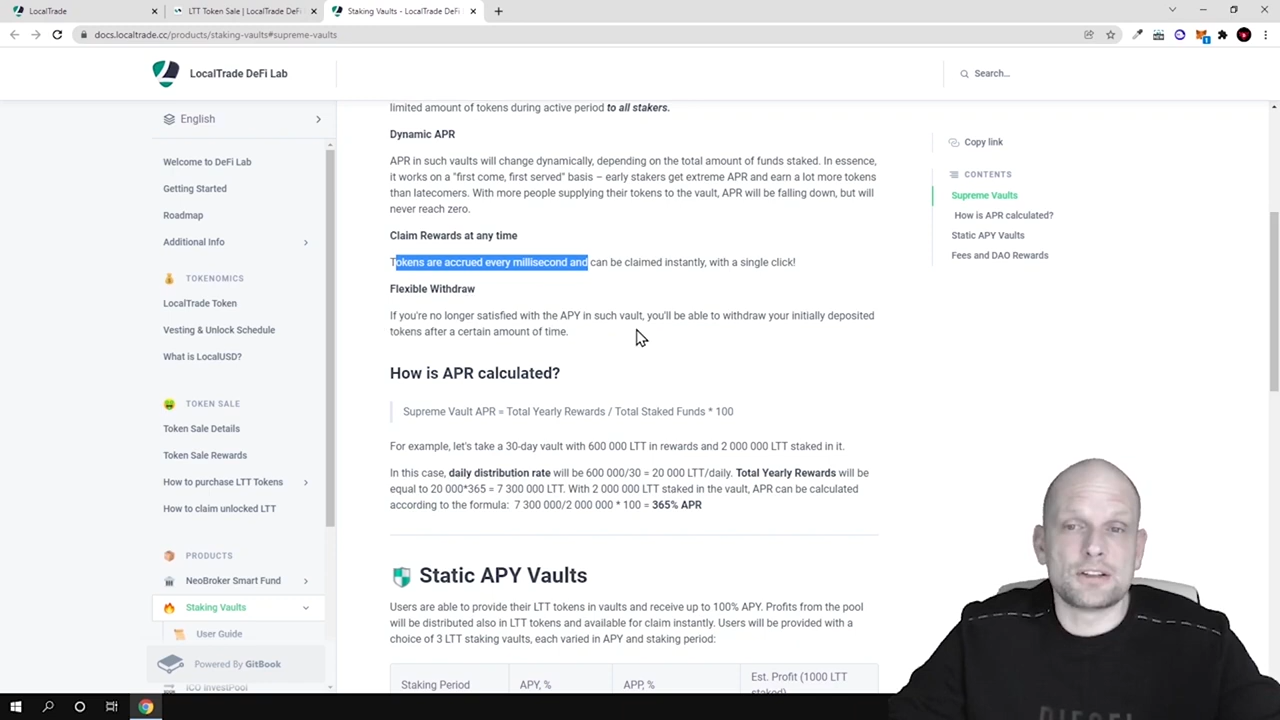 LocalTrade
LTT Token Sale | LocalTrade DeFi
Staking Vaults - LocalTrade DeFi
docs.localtrade.cc/products/staking-vaults#supreme-vaults
LocalTrade DeFi Lab
Search...
English
Welcome to DeFi Lab
Getting Started
Roadmap
Additional Info
TOKENOMICS
LocalTrade Token
Vesting & Unlock Schedule
What is LocalUSD?
TOKEN SALE
Token Sale Details
Token Sale Rewards
How to purchase LTT Tokens
How to claim unlocked LTT
PRODUCTS
NeoBroker Smart Fund
Staking Vaults
User Guide
Powered By GitBook
ICO InvestPool
limited amount of tokens during active period to all stakers.
Dynamic APR
APR in such vaults will change dynamically, depending on the total amount of funds staked. In essence,
it works on a "first come, first served" basis – early stakers get extreme APR and earn a lot more tokens
than latecomers. With more people supplying their tokens to the vault, APR will be falling down, but will
never reach zero.
Claim Rewards at any time
Tokens are accrued every millisecond and can be claimed instantly, with a single click!
Flexible Withdraw
If you're no longer satisfied with the APY in such vault, you'll be able to withdraw your initially deposited
tokens after a certain amount of time.
How is APR calculated?
Supreme Vault APR = Total Yearly Rewards / Total Staked Funds * 100
For example, let's take a 30-day vault with 600 000 LTT in rewards and 2 000 000 LTT staked in it.
In this case, daily distribution rate will be 600 000/30 = 20 000 LTT/daily. Total Yearly Rewards will be
equal to 20 000*365 = 7 300 000 LTT. With 2 000 000 LTT staked in the vault, APR can be calculated
according to the formula: 7 300 000/2 000 000 * 100 = 365% APR
Static APY Vaults
Users are able to provide their LTT tokens in vaults and receive up to 100% APY. Profits from the pool
will be distributed also in LTT tokens and available for claim instantly. Users will be provided with a
choice of 3 LTT staking vaults, each varied in APY and staking period:
Staking Period
APY, %
APP, %
Est. Profit (1000 LTT
staked)
Copy link
CONTENTS
Supreme Vaults
How is APR calculated?
Static APY Vaults
Fees and DAO Rewards
DIESEL